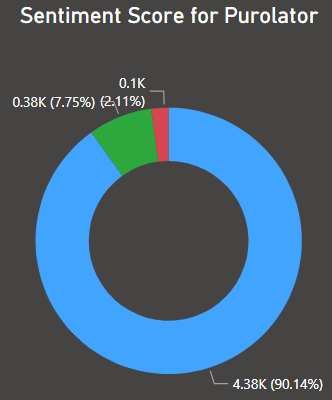 Sentiment Score for Purolator
0.1K
(2.11%)
0.38K (7.75%)
4.38K (90.14%)